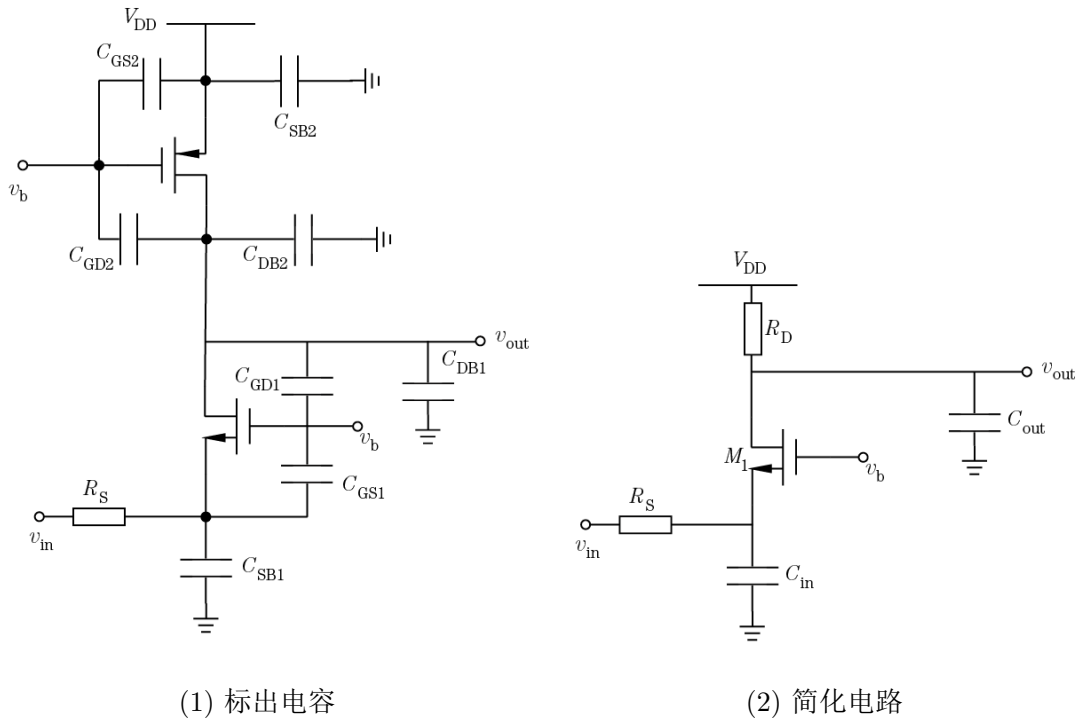 V_DD
C_GS2
C_SB2
v_b
C_GD2
C_DB2
v_out
C_GD1
C_DB1
v_b
C_GS1
R_S
v_in
C_SB1
(1) 标出电容
V_DD
R_D
v_out
C_out
M_1
v_b
R_S
v_in
C_in
(2) 简化电路